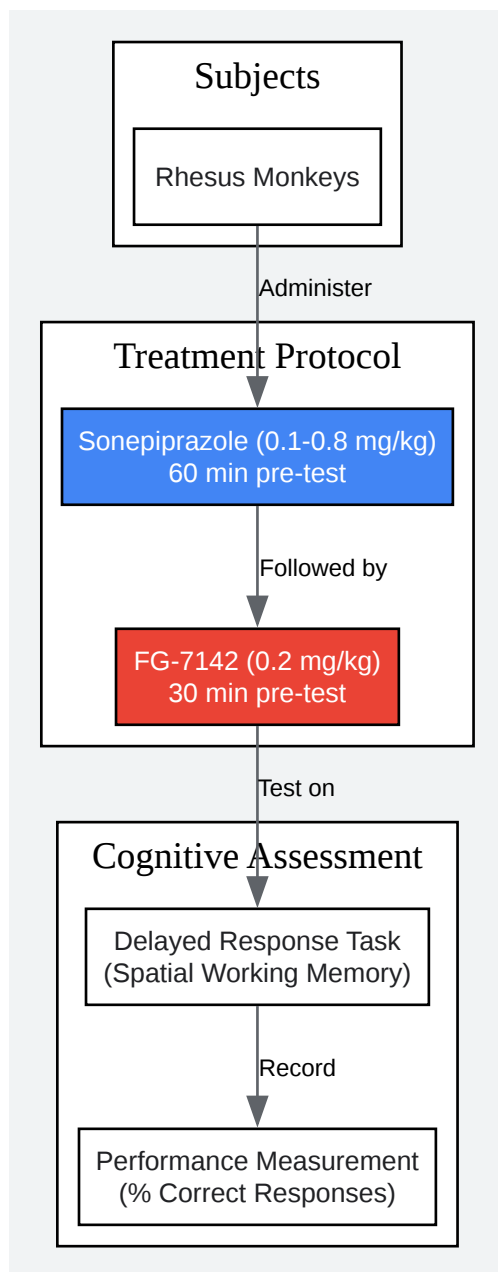 Subjects
Rhesus Monkeys
Administer
Treatment Protocol
Sonepiprazole (0.1-0.8 mg/kg)
60 min pre-test
Followed by
FG-7142 (0.2 mg/kg)
30 min pre-test
Test on
Cognitive Assessment
Delayed Response Task
(Spatial Working Memory)
Record
Performance Measurement
(% Correct Responses)